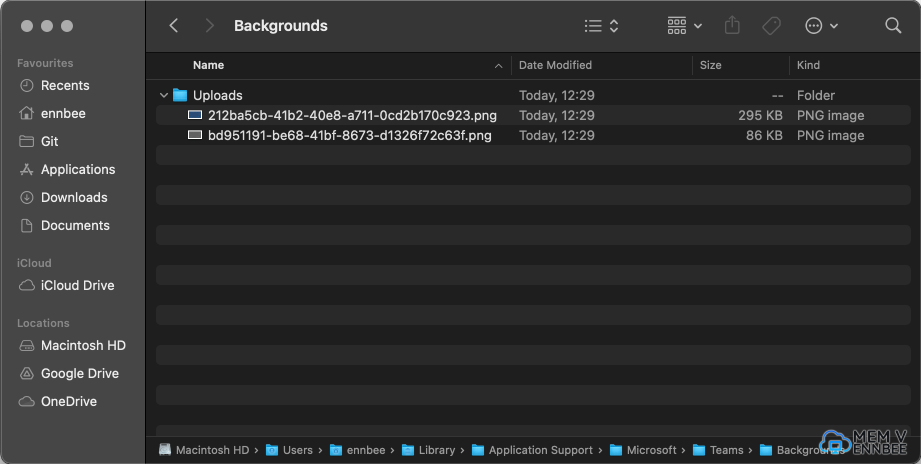 Backgrounds
Favourites
Recents
ennbee
Git
Applications
Downloads
Documents
iCloud
iCloud Drive
Locations
Macintosh HD
Google Drive
OneDrive
Name Date Modified Size Kind
Uploads Today, 12:29 -- Folder
212ba5cb-41b2-40e8-a711-0cd2b170c923.png Today, 12:29 295 KB PNG image
bd951191-be68-41bf-8673-d1326f72c63f.png Today, 12:29 86 KB PNG image
Macintosh HD › Users › ennbee › Library › Application Support › Microsoft › Teams › Backgrounds
MEM V
ENNBEE